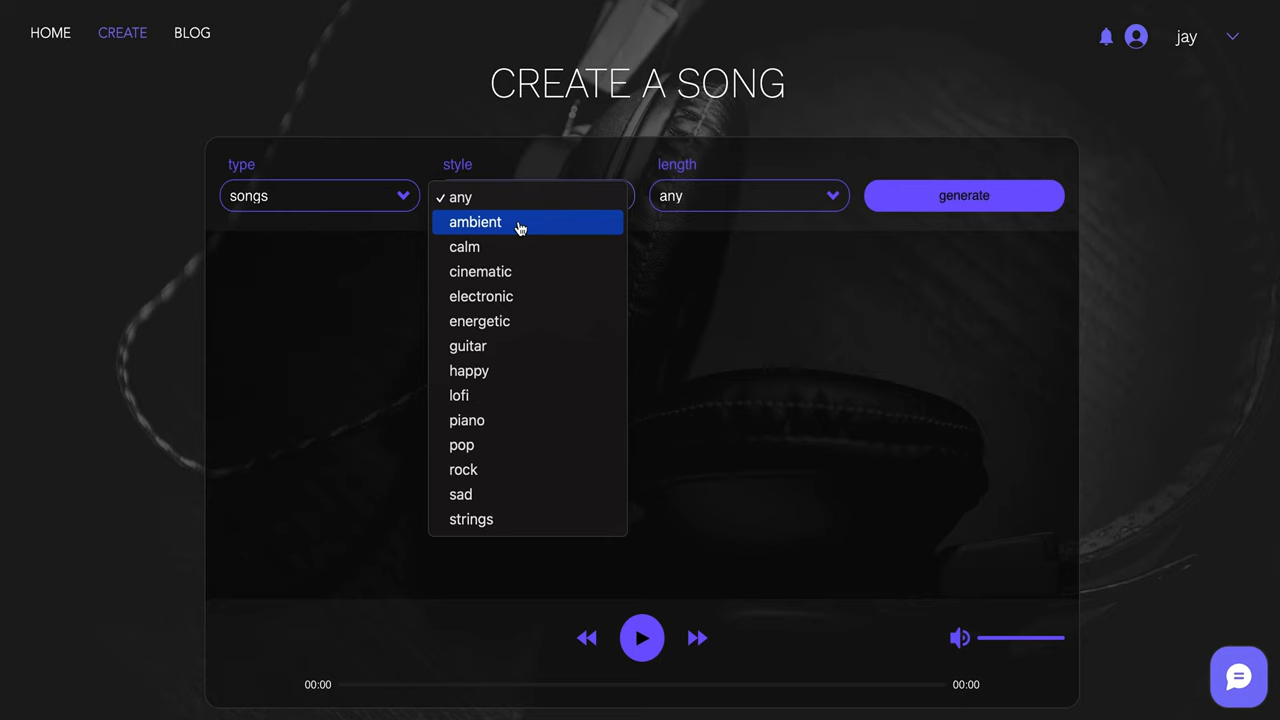 HOME CREATE BLOG
jay
CREATE A SONG
type style length
songs any generate
✓ any
ambient
calm
cinematic
electronic
energetic
guitar
happy
lofi
piano
pop
rock
sad
strings
00:00 00:00